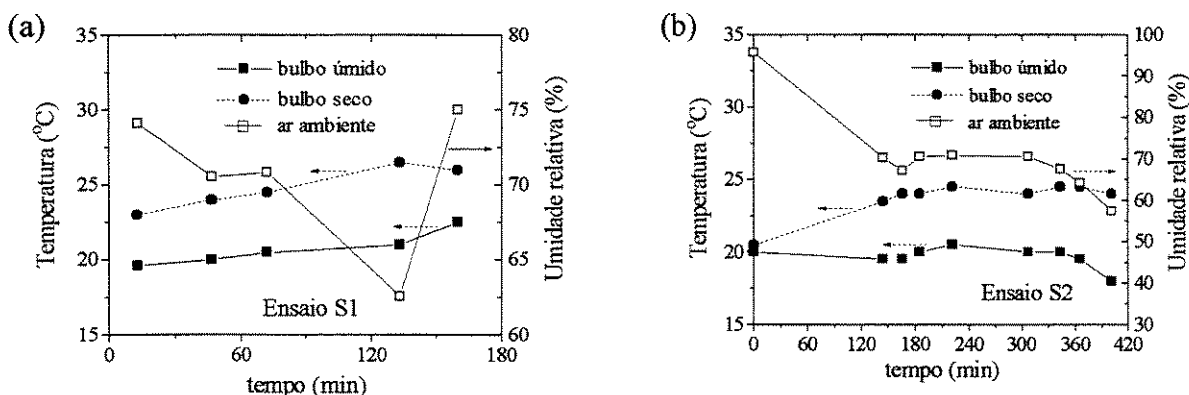 (a)
35
30
25
20
15
Temperatura (°C)
80
75
70
65
60
Umidade relativa (%)
bulbo úmido
bulbo seco
ar ambiente
Ensaio S1
0 60 120 180
tempo (min)
(b)
35
30
25
20
15
Temperatura (°C)
100
90
80
70
60
50
40
30
Umidade relativa (%)
bulbo úmido
bulbo seco
ar ambiente
Ensaio S2
0 60 120 180 240 300 360 420
tempo (min)